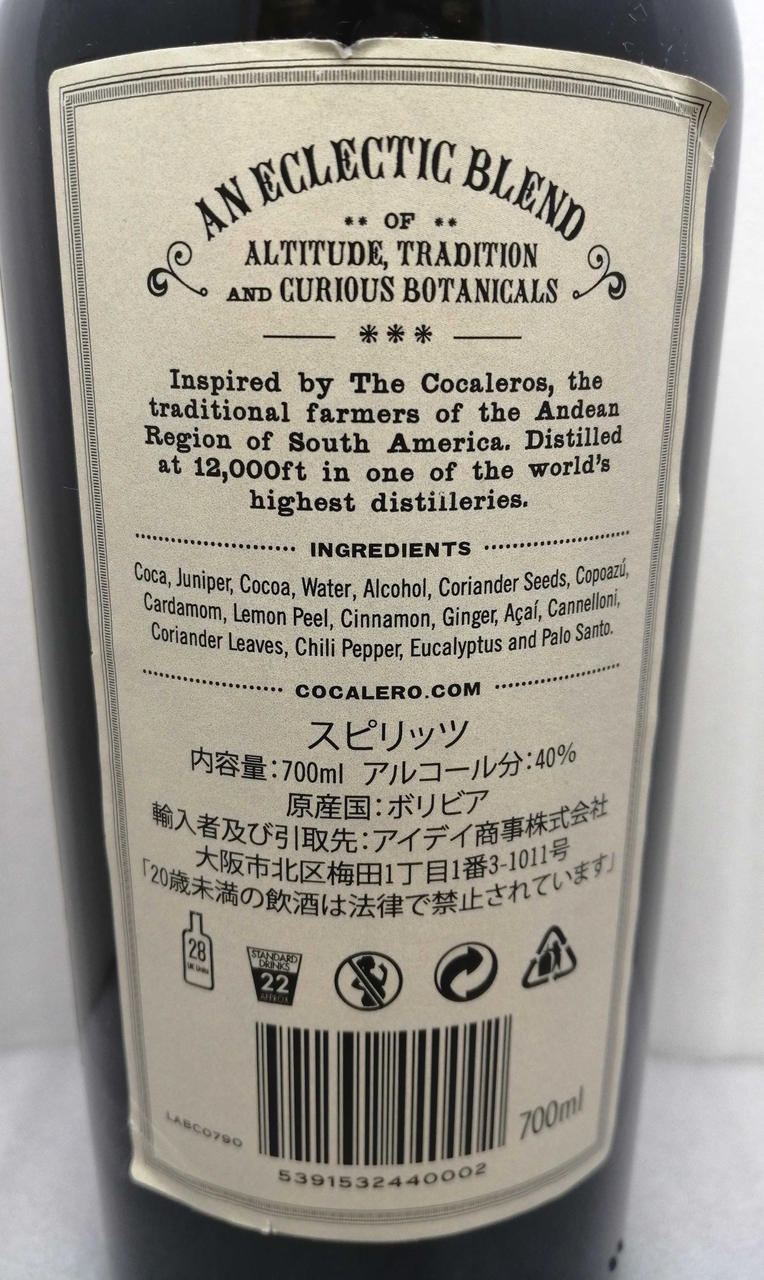 AN ECLECTIC BLEND
** OF **
ALTITUDE, TRADITION
AND CURIOUS BOTANICALS
***
Inspired by The Cocaleros, the
traditional farmers of the Andean
Region of South America. Distilled
at 12,000ft in one of the world's
highest distilleries.
INGREDIENTS
Coca, Juniper, Cocoa, Water, Alcohol, Coriander Seeds, Copoazú,
Cardamom, Lemon Peel, Cinnamon, Ginger, Açaí, Cannelloni,
Coriander Leaves, Chili Pepper, Eucalyptus and Palo Santo.
COCALERO.COM
スピリッツ
内容量:700ml アルコール分:40%
原産国:ボリビア
輸入者及び引取先:アイデイ商事株式会社
大阪市北区梅田1丁目1番3-1011号
「20歳未満の飲酒は法律で禁止されています」
28
UK Units
STANDARD
DRINKS
22
APPROX
LABC0790
700ml
5391532440002